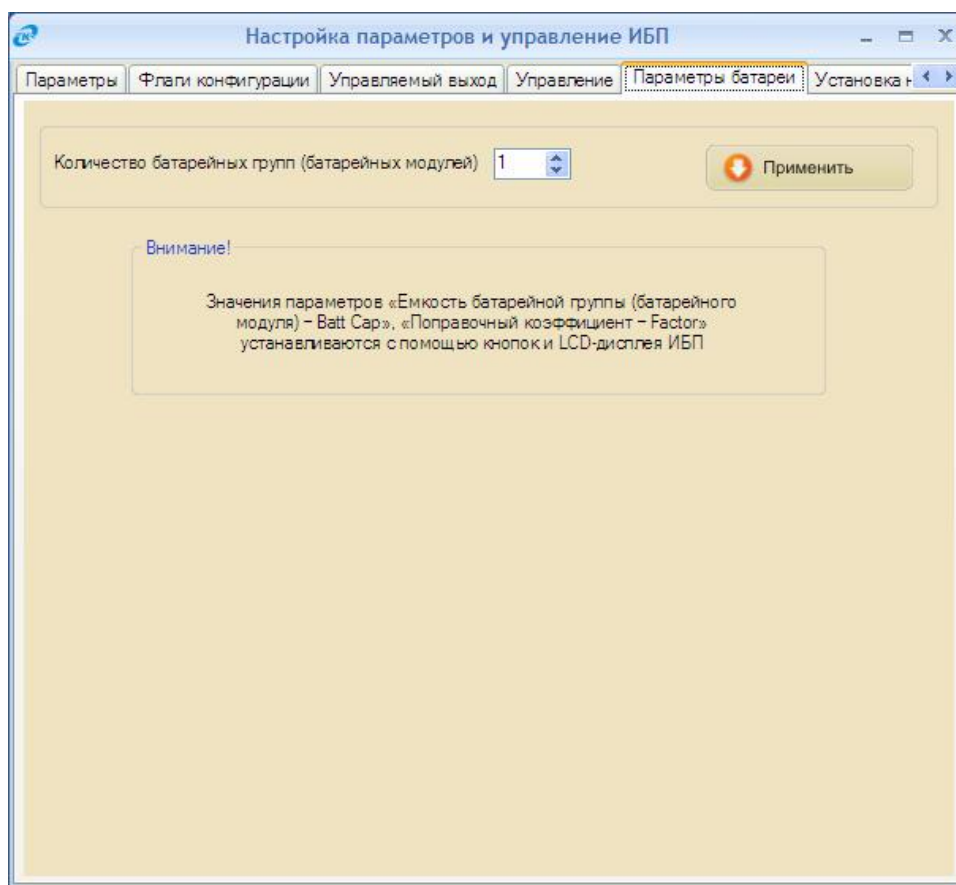 Настройка параметров и управление ИБП
Параметры Флаги конфигурации Управляемый выход Управление Параметры батареи Установка
Количество батарейных групп (батарейных модулей) 1 Применить
Внимание!
Значения параметров «Емкость батарейной группы (батарейного
модуля) – Batt Cap», «Поправочный коэффициент – Factor»
устанавливаются с помощью кнопок и LCD-дисплея ИБП